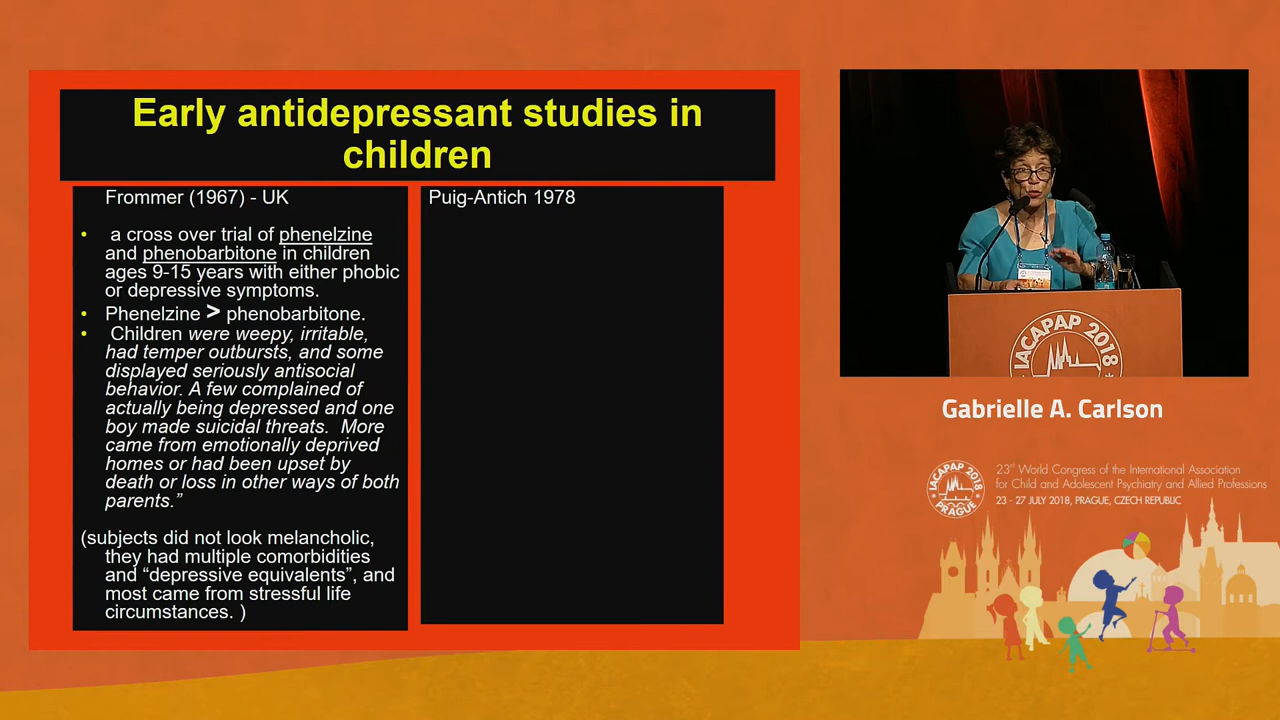 Early antidepressant studies in
children
Frommer (1967) - UK
• a cross over trial of phenelzine
and phenobarbitone in children
ages 9-15 years with either phobic
or depressive symptoms.
• Phenelzine > phenobarbitone.
• Children were weepy, irritable,
had temper outbursts, and some
displayed seriously antisocial
behavior. A few complained of
actually being depressed and one
boy made suicidal threats. More
came from emotionally deprived
homes or had been upset by
death or loss in other ways of both
parents.”
(subjects did not look melancholic,
they had multiple comorbidities
and “depressive equivalents”, and
most came from stressful life
circumstances. )
Puig-Antich 1978
IACAPAP 2018
Gabrielle A. Carlson
IACAPAP 2018
PRAGUE
23rd World Congress of the International Association
for Child and Adolescent Psychiatry and Allied Professions
23 - 27 JULY 2018, PRAGUE, CZECH REPUBLIC